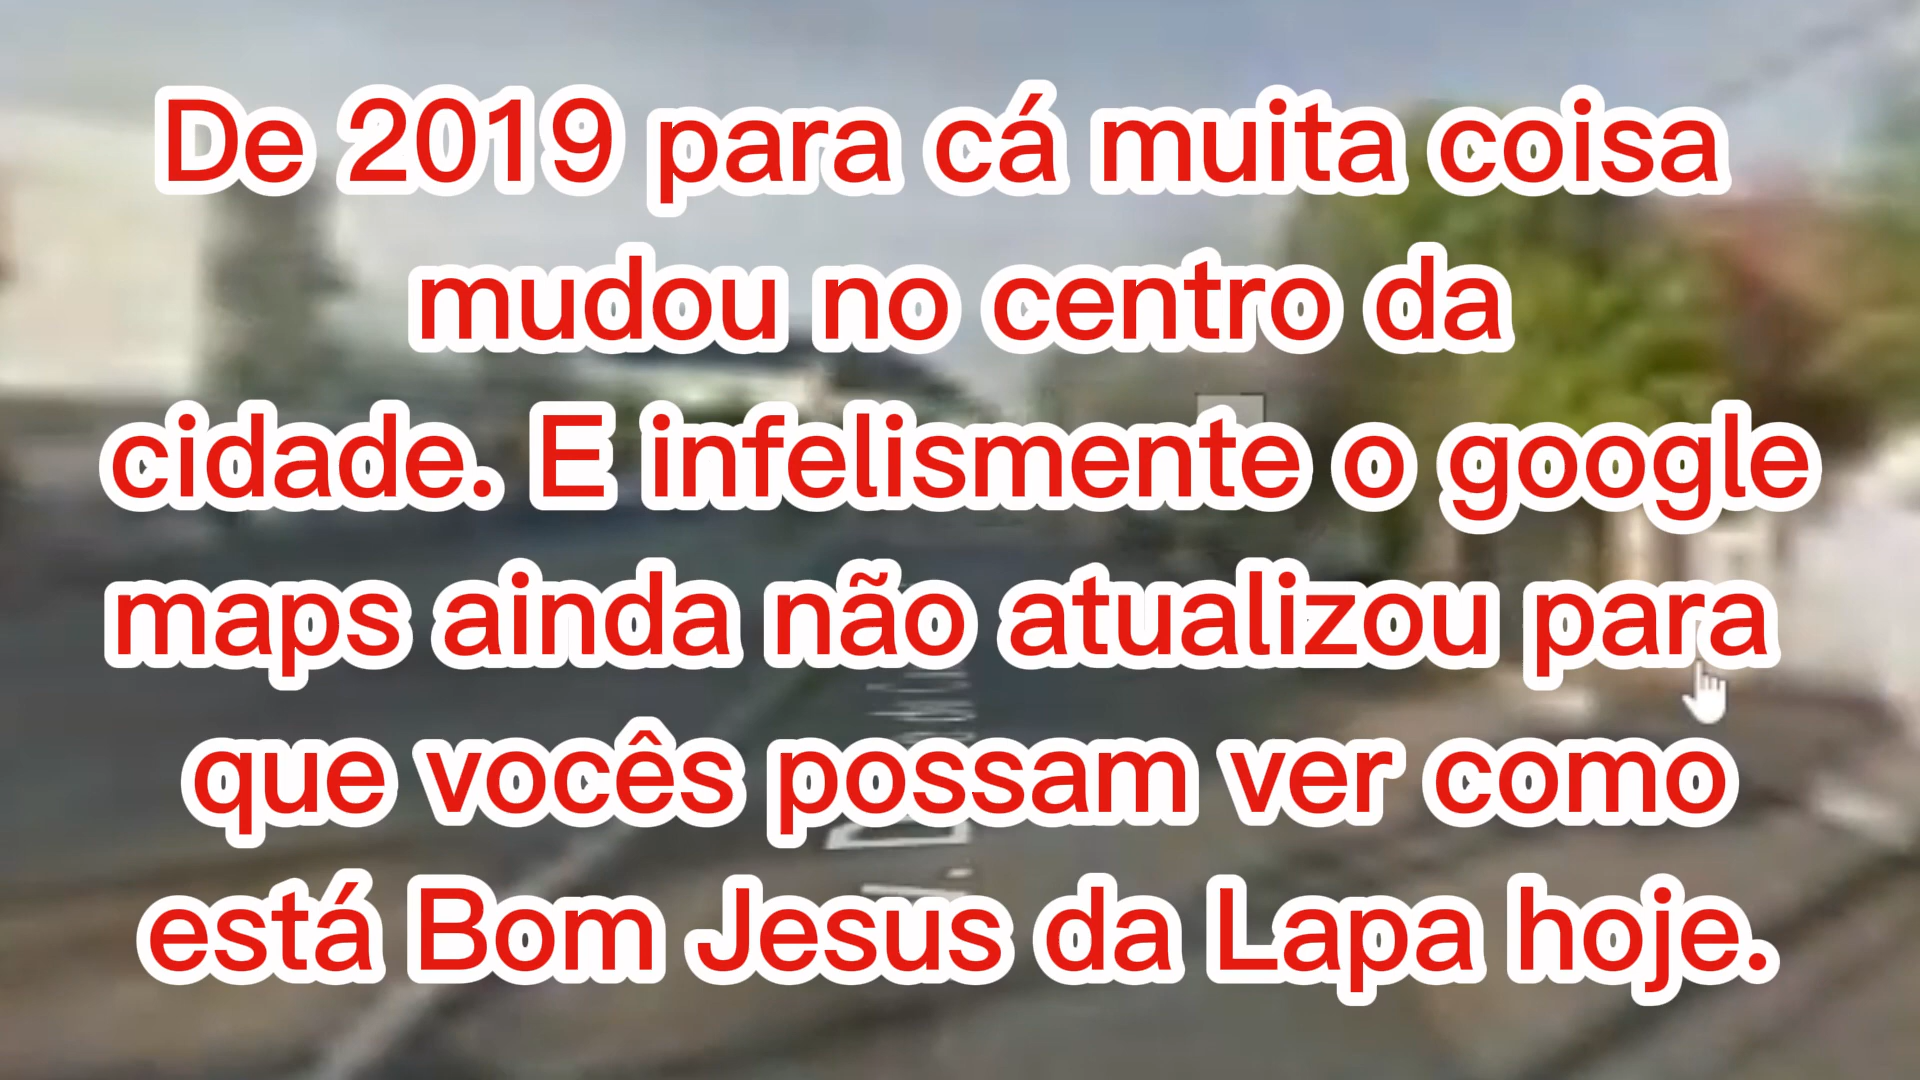 De 2019 para cá muita coisa
mudou no centro da
cidade. E infelismente o google
maps ainda não atualizou para
que vocês possam ver como
está Bom Jesus da Lapa hoje.